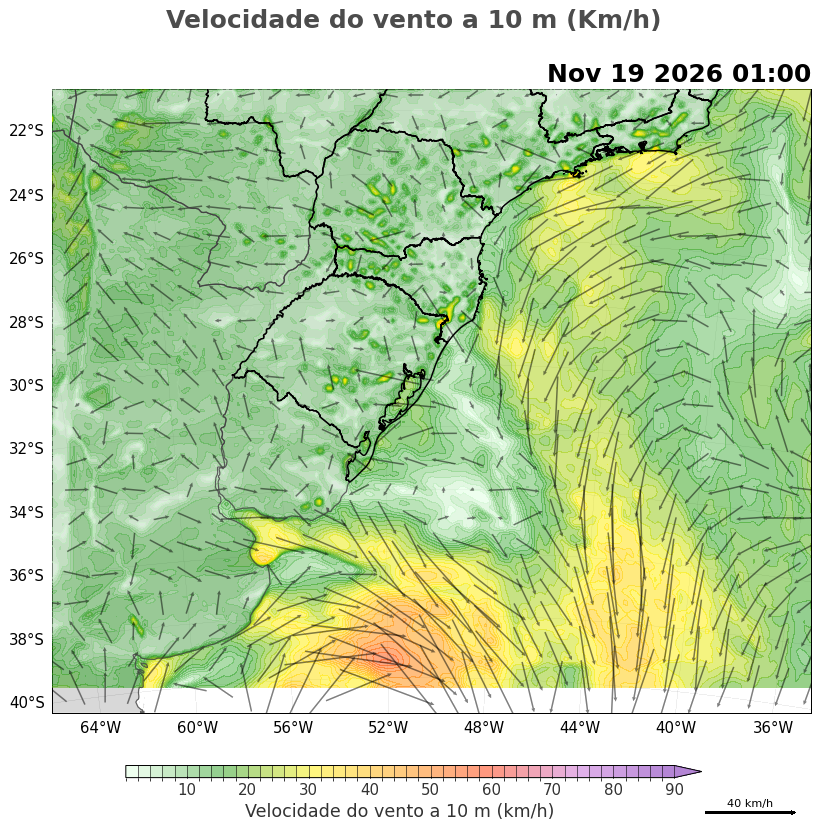 Velocidade do vento a 10 m (Km/h)
Nov 19 2026 01:00
22°S
24°S
26°S
28°S
30°S
32°S
34°S
36°S
38°S
40°S
64°W 60°W 56°W 52°W 48°W 44°W 40°W 36°W
10 20 30 40 50 60 70 80 90
Velocidade do vento a 10 m (km/h)
40 km/h